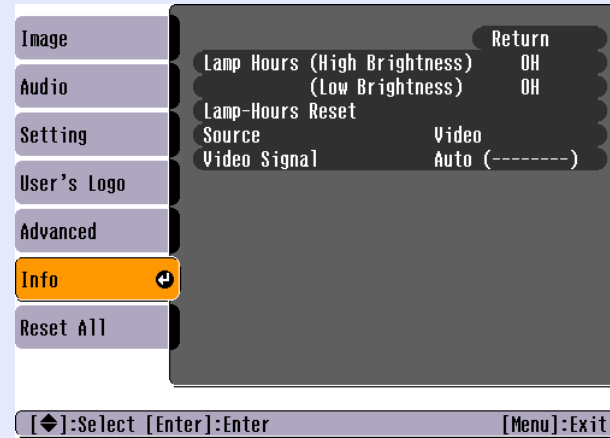 Image
Audio
Setting
User's Logo
Advanced
Info
Reset All
Return
Lamp Hours (High Brightness) 0H
(Low Brightness) 0H
Lamp-Hours Reset
Source Video
Video Signal Auto (--------)
[◆]:Select [Enter]:Enter [Menu]:Exit